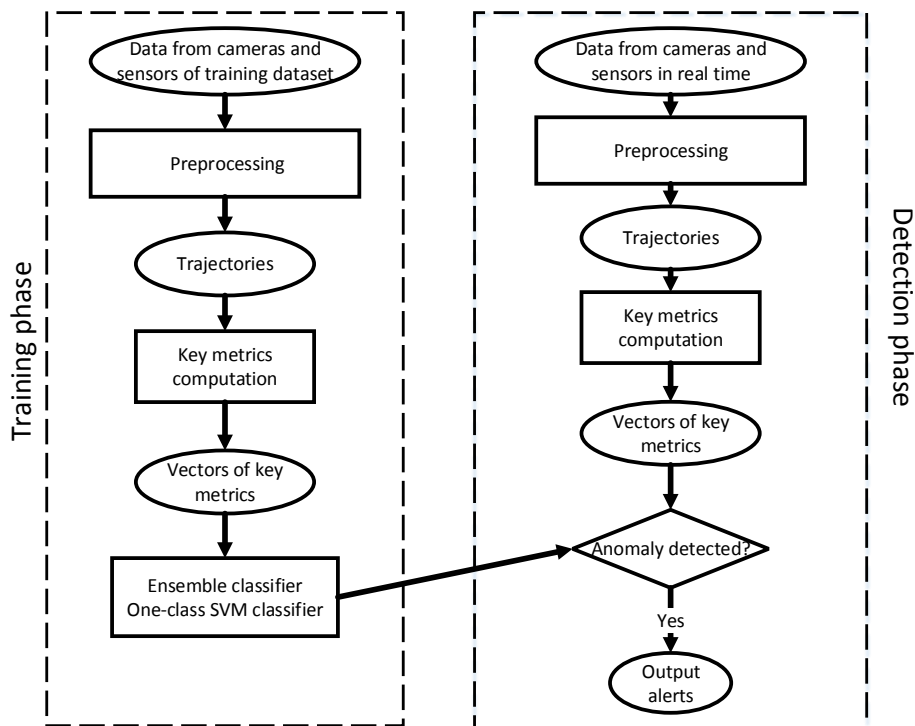 Training phase
Data from cameras and
sensors of training dataset
Preprocessing
Trajectories
Key metrics
computation
Vectors of key
metrics
Ensemble classifier
One-class SVM classifier
Data from cameras and
sensors in real time
Preprocessing
Trajectories
Key metrics
computation
Vectors of key
metrics
Anomaly detected?
Yes
Output
alerts
Detection phase